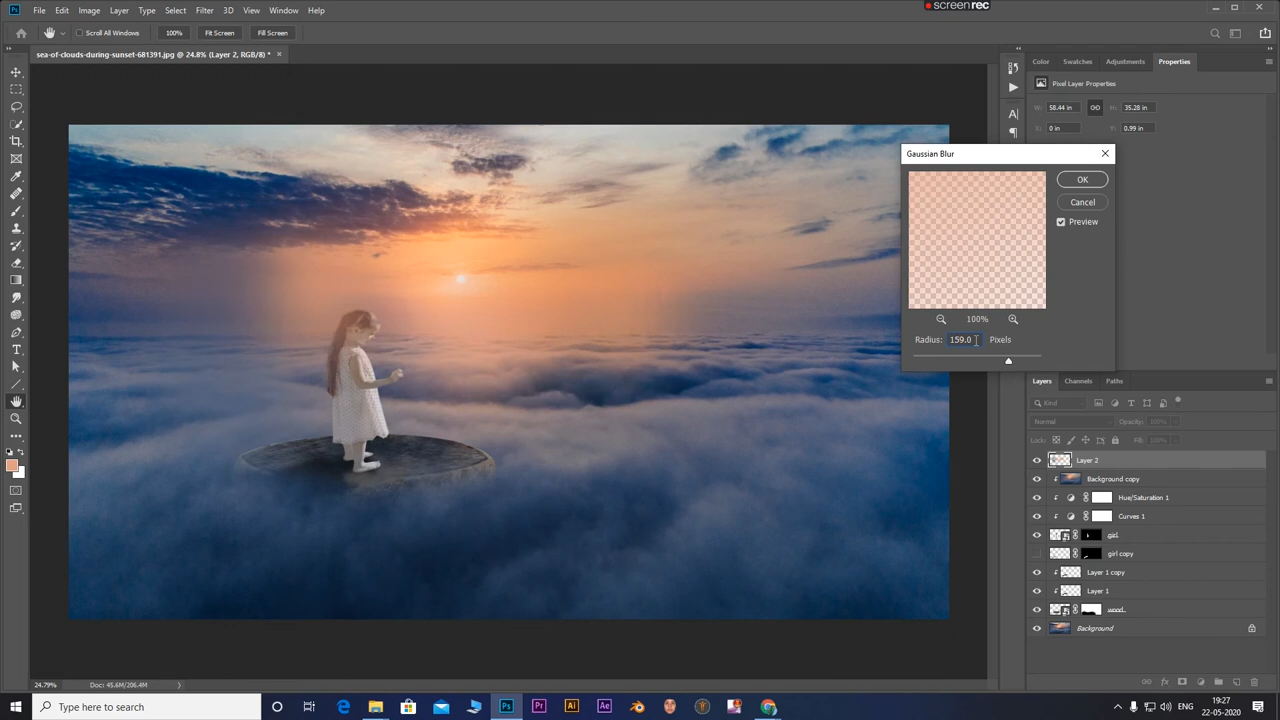 screenrec
Ps File Edit Image Layer Type Select Filter 3D View Window Help
Scroll All Windows 100% Fit Screen Fill Screen
sea-of-clouds-during-sunset-681391.jpg @ 24.8% (Layer 2, RGB/8) * ×
Color Swatches Adjustments Properties
Pixel Layer Properties
W: 58.44 in H: 35.28 in
X: 0 in Y: 0.99 in
Gaussian Blur
OK
Cancel
Preview
100%
Radius: 159.0 Pixels
Layers Channels Paths
Kind
Normal Opacity: 100%
Lock: Fill: 100%
Layer 2
Background copy
Hue/Saturation 1
Curves 1
girl
girl copy
Layer 1 copy
Layer 1
wood
Background
24.79% Doc: 45.6M/206.4M
Type here to search
Ps Pr Ai Ae
ENG
19:27
22-05-2020